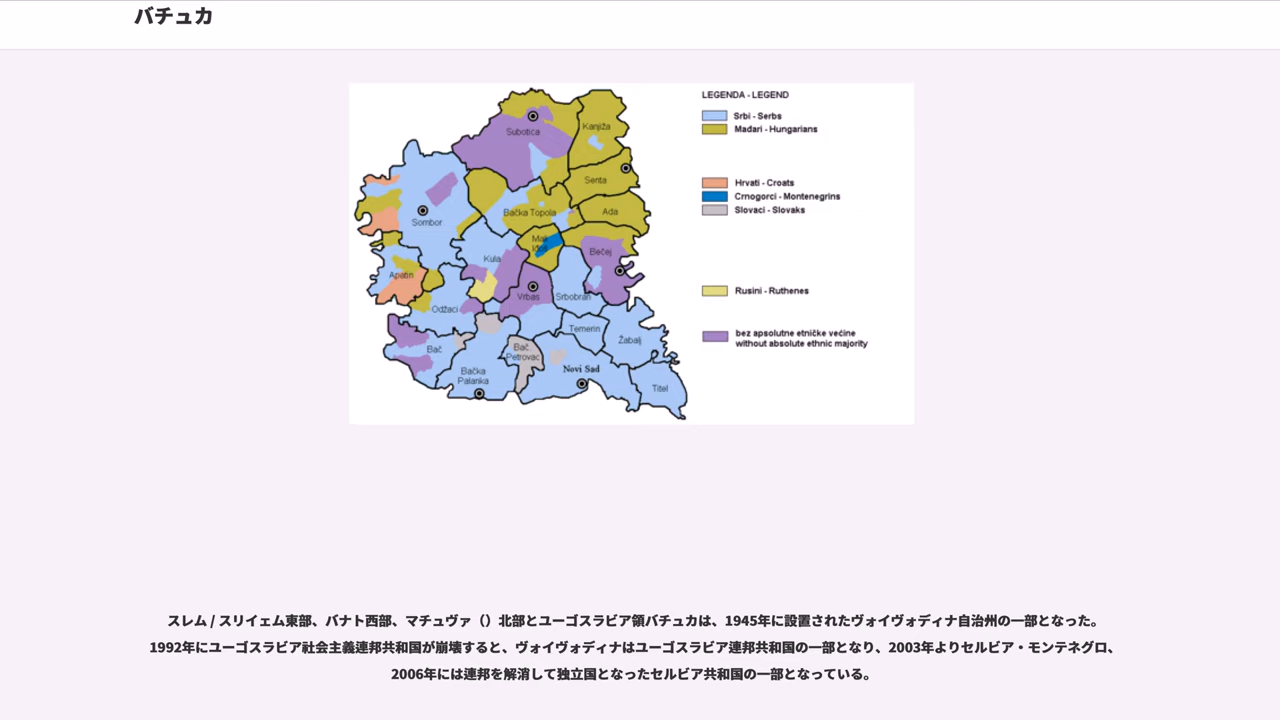 バチュカ
LEGENDA - LEGEND
Srbi - Serbs
Madari - Hungarians
Hrvati - Croats
Crnogorci - Montenegrins
Slovaci - Slovaks
Rusini - Ruthenes
bez apsolutne etničke većine
without absolute ethnic majority
Subotica
Kanjiža
Senta
Ada
Bačka Topola
Sombor
Mali
Kula
Bečej
Apatin
Vrbas
Srbobran
Odžaci
Temerin
Žabalj
Bač
Bač.
Petrovac
Bačka
Palanka
Novi Sad
Titel
スレム / スリイェム東部、バナト西部、マチュヴァ（）北部とユーゴスラビア領バチュカは、1945年に設置されたヴォイヴォディナ自治州の一部となった。
1992年にユーゴスラビア社会主義連邦共和国が崩壊すると、ヴォイヴォディナはユーゴスラビア連邦共和国の一部となり、2003年よりセルビア・モンテネグロ、
2006年には連邦を解消して独立国となったセルビア共和国の一部となっている。